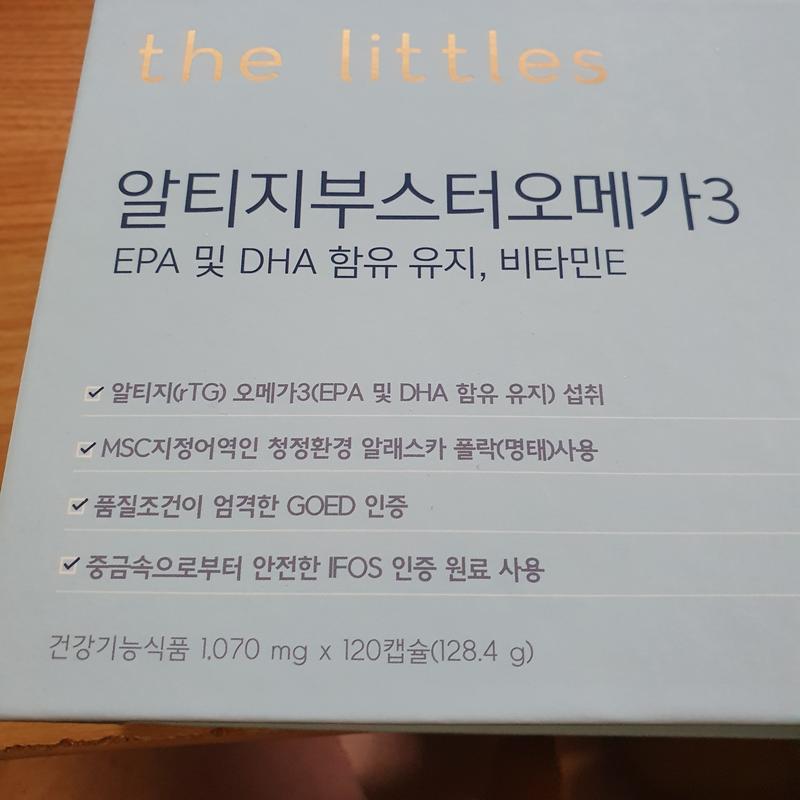 the littles
알티지부스터오메가3
EPA 및 DHA 함유 유지, 비타민E
알티지(rTG) 오메가3(EPA 및 DHA 함유 유지) 섭취
MSC지정어역인 청정환경 알래스카 폴락(명태)사용
품질조건이 엄격한 GOED 인증
중금속으로부터 안전한 IFOS 인증 원료 사용
건강기능식품 1,070 mg x 120캡슐(128.4 g)